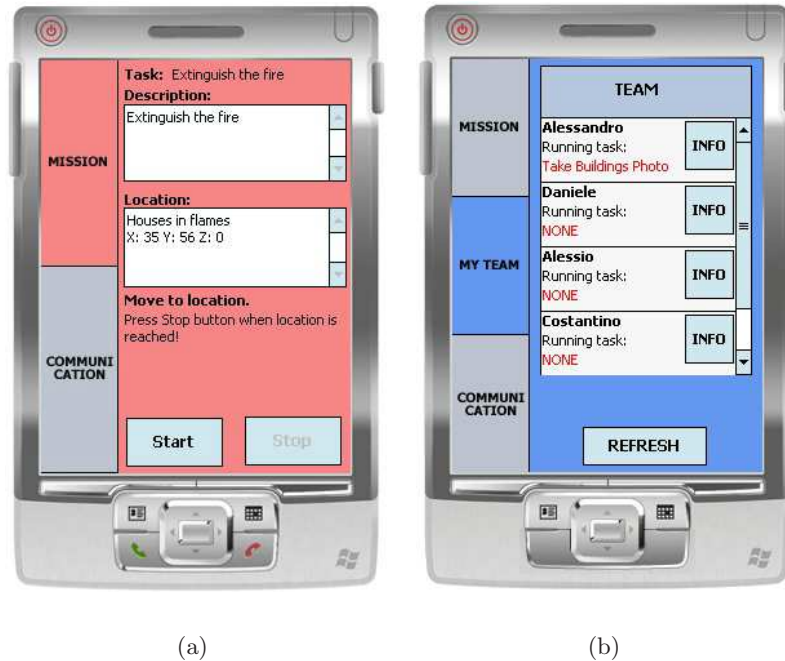 MISSION
COMMUNI
CATION
Task: Extinguish the fire
Description:
Extinguish the fire
Location:
Houses in flames
X: 35 Y: 56 Z: 0
Move to location.
Press Stop button when location is
reached!
Start
Stop
(a)
MISSION
MY TEAM
COMMUNI
CATION
TEAM
Alessandro
Running task:
Take Buildings Photo
INFO
Daniele
Running task:
NONE
INFO
Alessio
Running task:
NONE
INFO
Costantino
Running task:
NONE
INFO
REFRESH
(b)